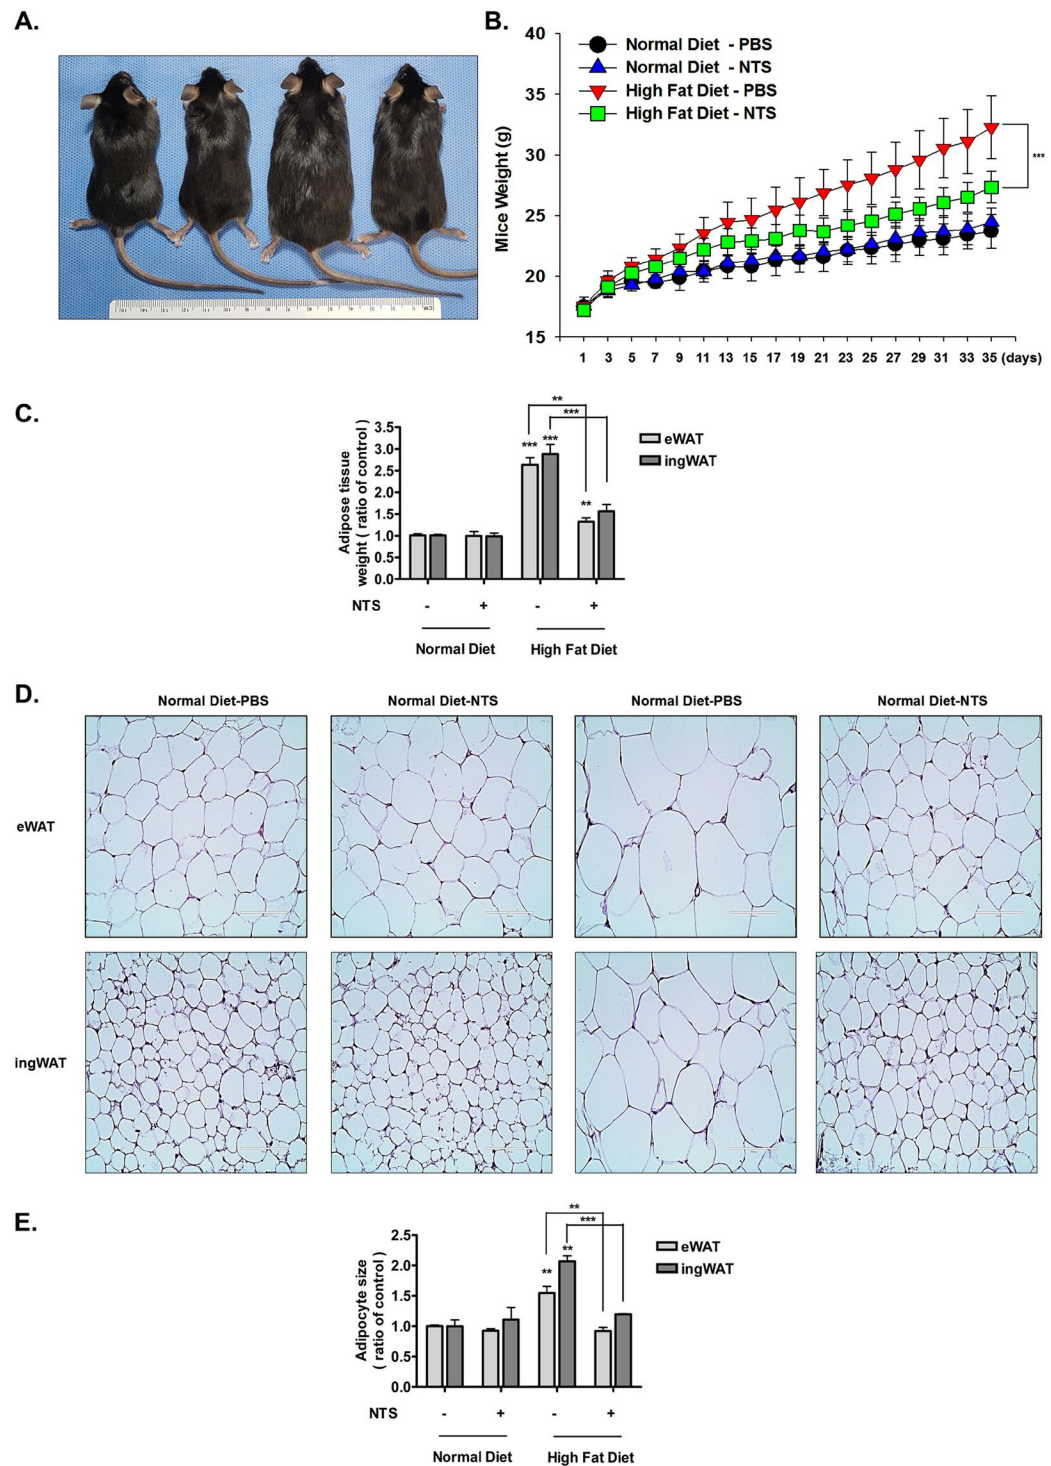 A.
B.
40
35
30
25
20
15
Mice Weight (g)
Normal Diet - PBS
Normal Diet - NTS
High Fat Diet - PBS
High Fat Diet - NTS
***
1 3 5 7 9 11 13 15 17 19 21 23 25 27 29 31 33 35 (days)
C.
Adipose tissue
weight ( ratio of control)
3.5
3.0
2.5
2.0
1.5
1.0
0.5
0.0
**
***
*** ***
**
eWAT
ingWAT
NTS - + - +
Normal Diet High Fat Diet
D.
Normal Diet-PBS Normal Diet-NTS Normal Diet-PBS Normal Diet-NTS
eWAT
ingWAT
E.
Adipocyte size
( ratio of control)
2.5
2.0
1.5
1.0
0.5
0.0
**
***
** **
eWAT
ingWAT
NTS - + - +
Normal Diet High Fat Diet